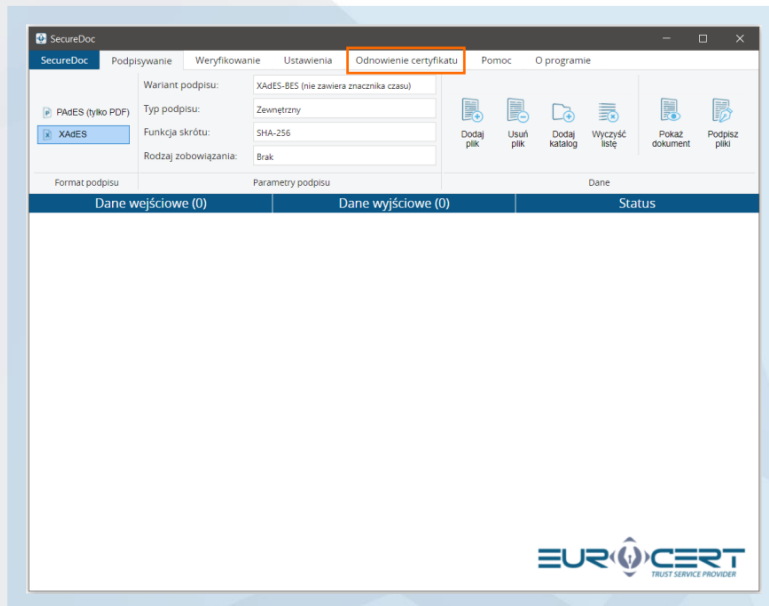 SecureDoc
SecureDoc Podpisywanie Weryfikowanie Ustawienia Odnowienie certyfikatu Pomoc O programie
PAdES (tylko PDF)
XAdES
Format podpisu
Wariant podpisu: XAdES-BES (nie zawiera znacznika czasu)
Typ podpisu: Zewnętrzny
Funkcja skrótu: SHA-256
Rodzaj zobowiązania: Brak
Parametry podpisu
Dodaj plik
Usuń plik
Dodaj katalog
Wyczyść listę
Pokaż dokument
Podpisz pliki
Dane
Dane wejściowe (0) Dane wyjściowe (0) Status
EUROCERT
TRUST SERVICE PROVIDER